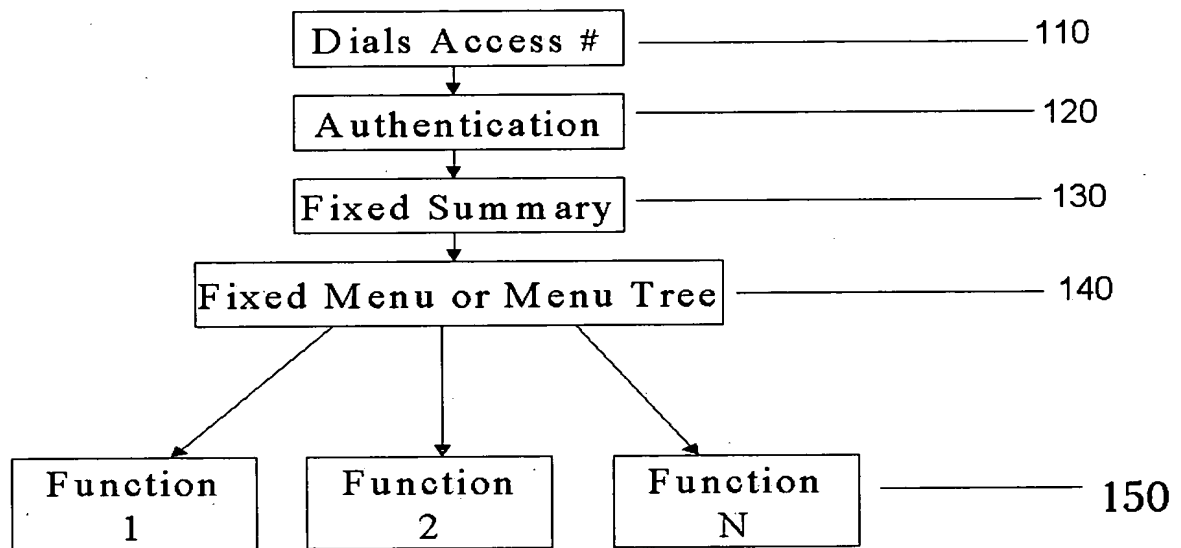 Dials Access #
110
Authentication
120
Fixed Summary
130
Fixed Menu or Menu Tree
140
Function
1
Function
2
Function
N
150